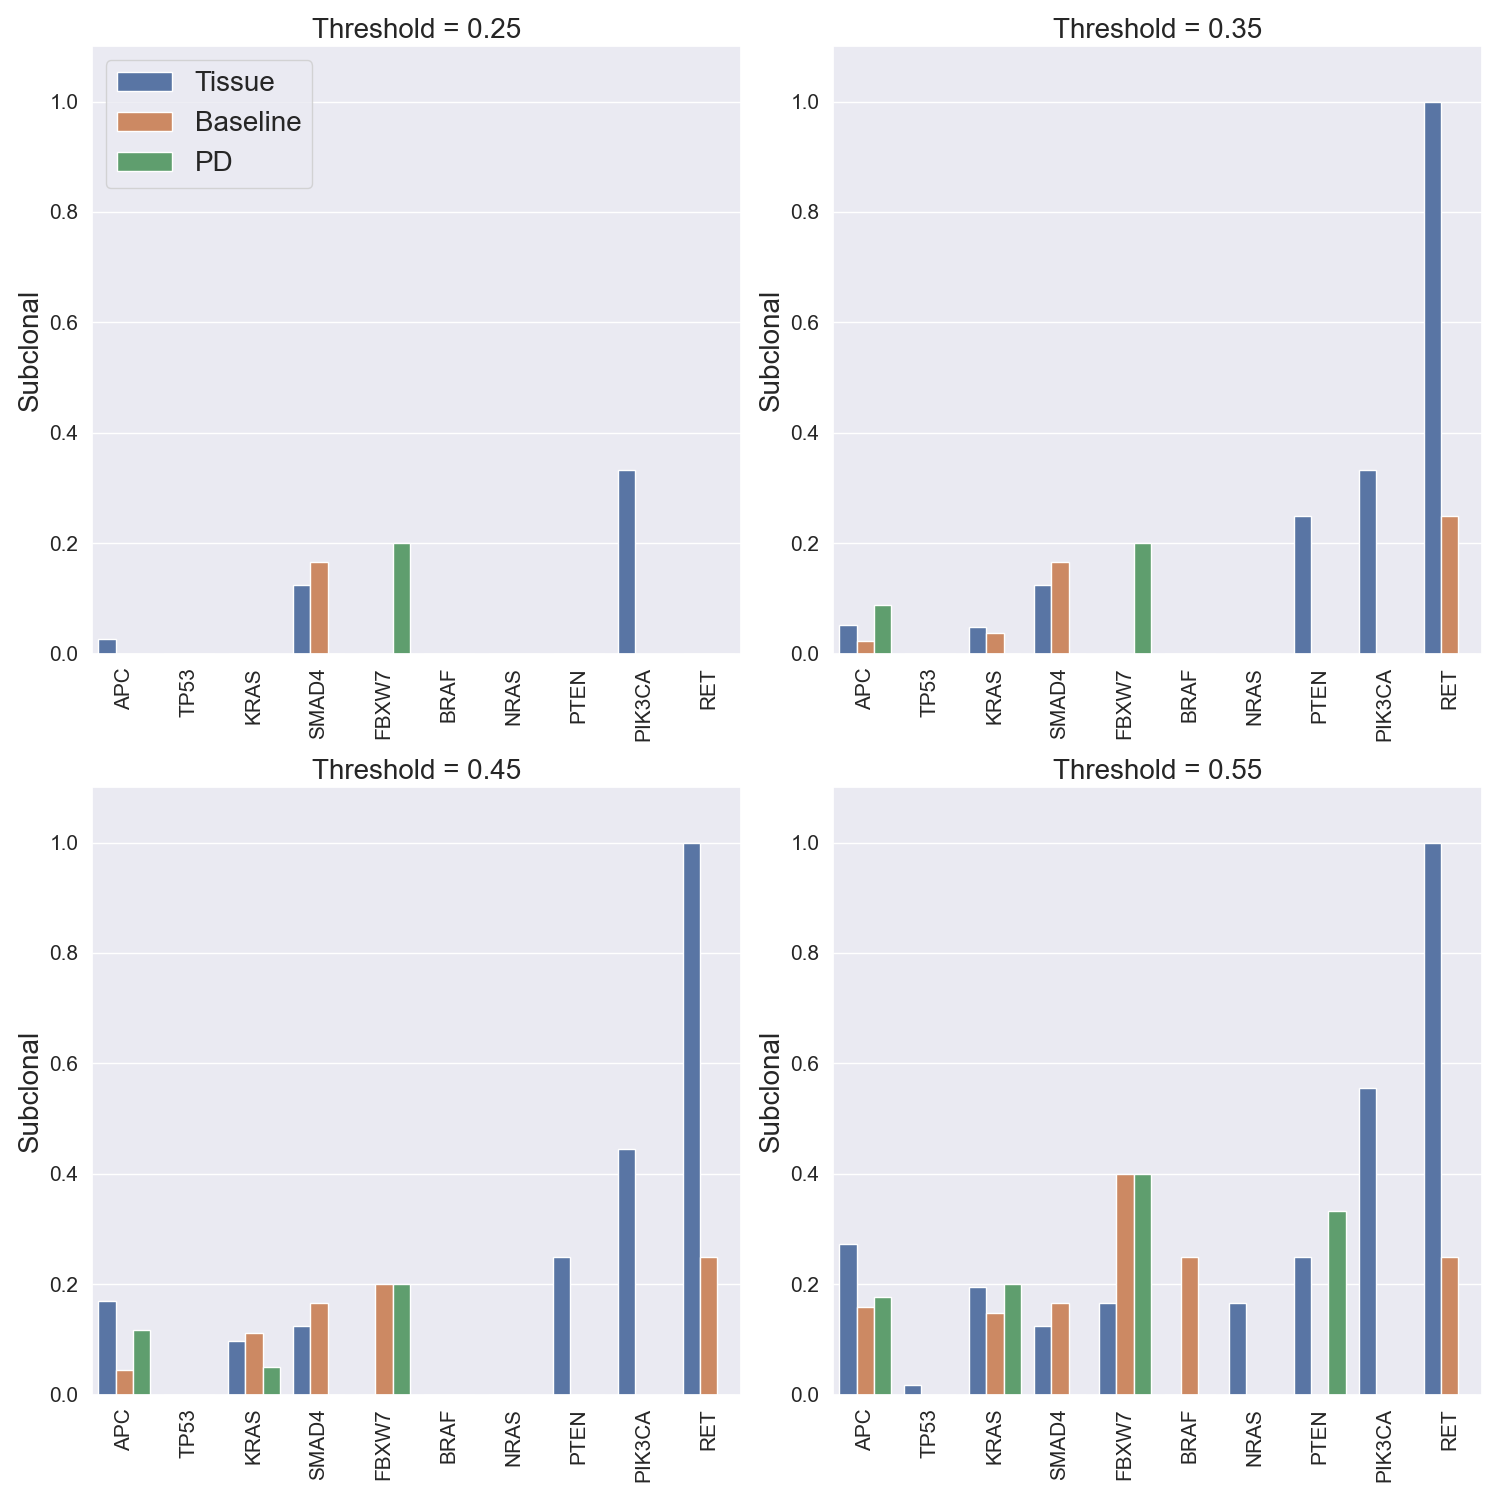 Threshold = 0.25
Tissue
Baseline
PD
Subclonal
1.0
0.8
0.6
0.4
0.2
0.0
APC
TP53
KRAS
SMAD4
FBXW7
BRAF
NRAS
PTEN
PIK3CA
RET
Threshold = 0.35
Subclonal
1.0
0.8
0.6
0.4
0.2
0.0
APC
TP53
KRAS
SMAD4
FBXW7
BRAF
NRAS
PTEN
PIK3CA
RET
Threshold = 0.45
Subclonal
1.0
0.8
0.6
0.4
0.2
0.0
APC
TP53
KRAS
SMAD4
FBXW7
BRAF
NRAS
PTEN
PIK3CA
RET
Threshold = 0.55
Subclonal
1.0
0.8
0.6
0.4
0.2
0.0
APC
TP53
KRAS
SMAD4
FBXW7
BRAF
NRAS
PTEN
PIK3CA
RET